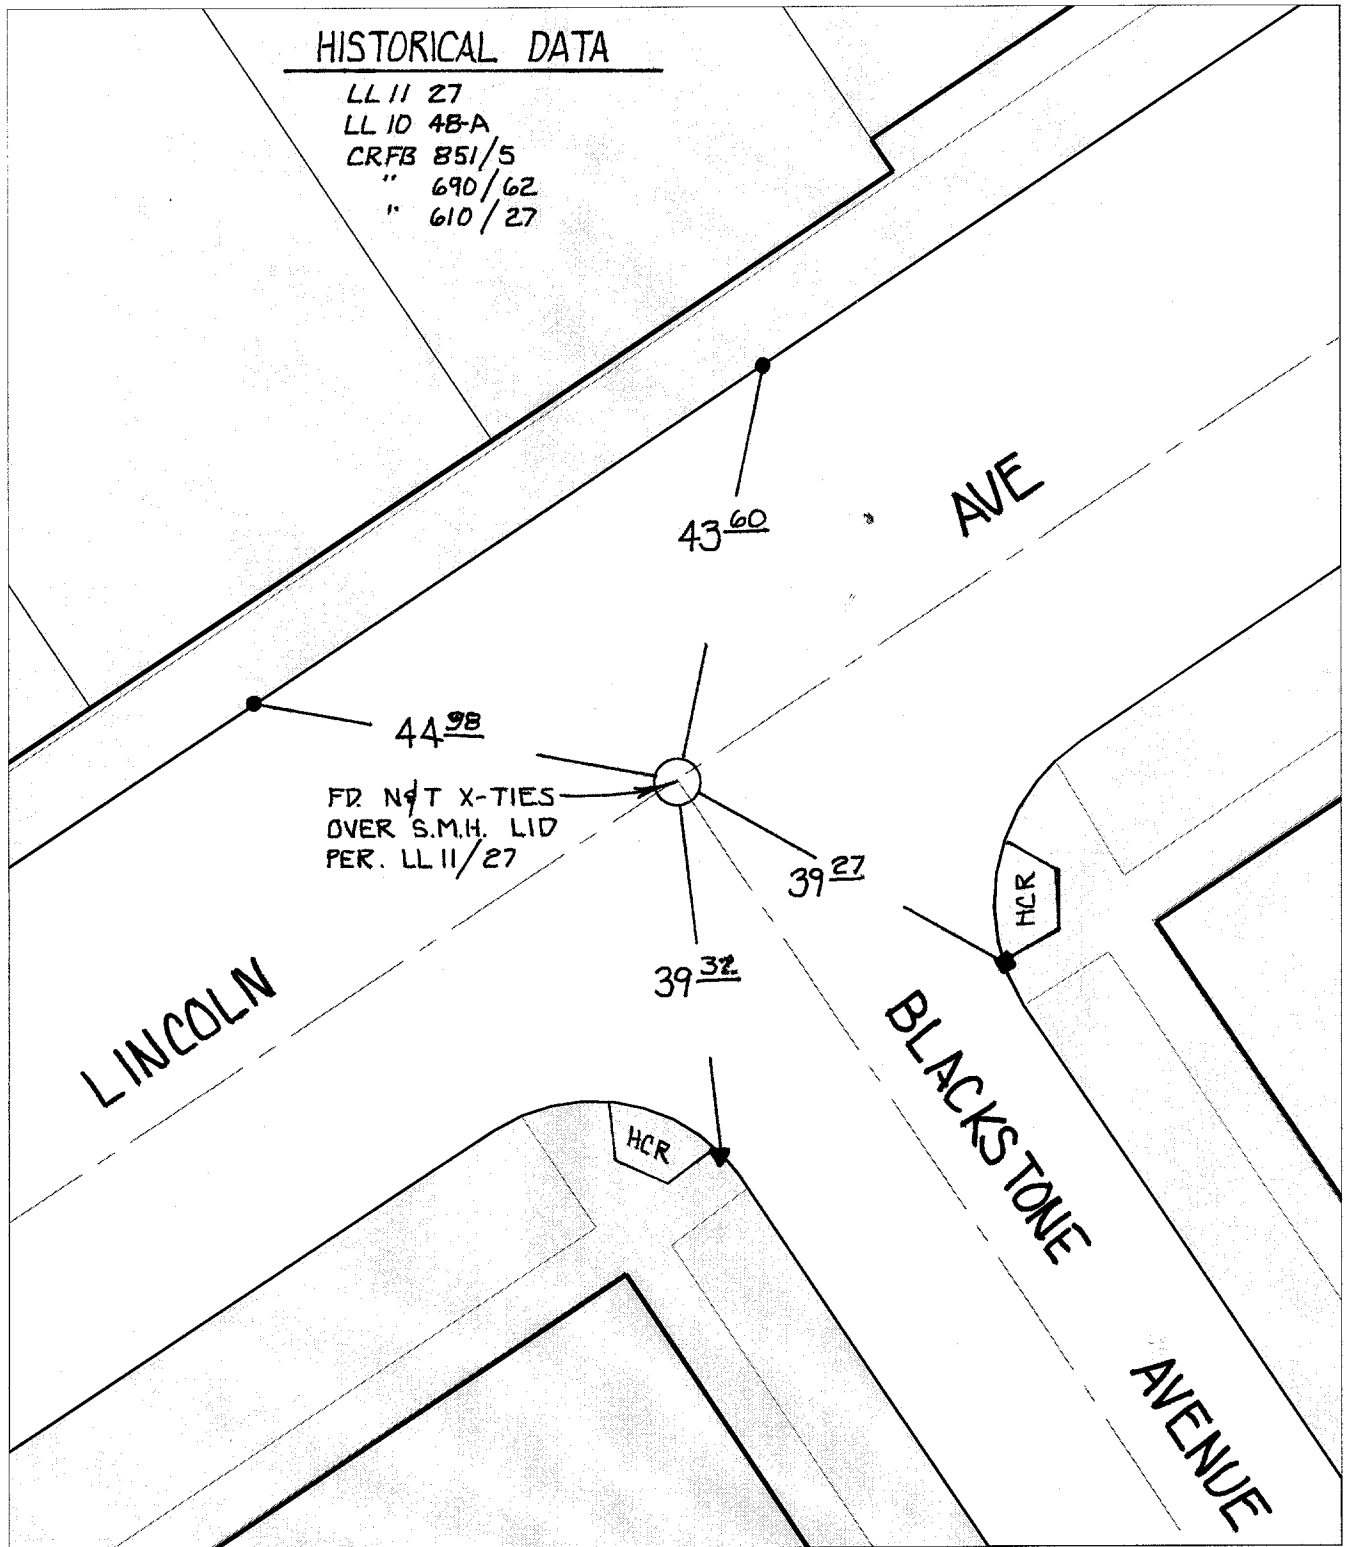 HISTORICAL DATA
LL 11 27
LL 10 48-A
CRFB 851/5
" 690/62
" 610/27
AVE
43 60
44 98
FD. N&T X-TIES
OVER S.M.H. LID
PER. LL 11/27
39 27
HCR
39 32
LINCOLN
BLACKSTONE
HCR
AVENUE